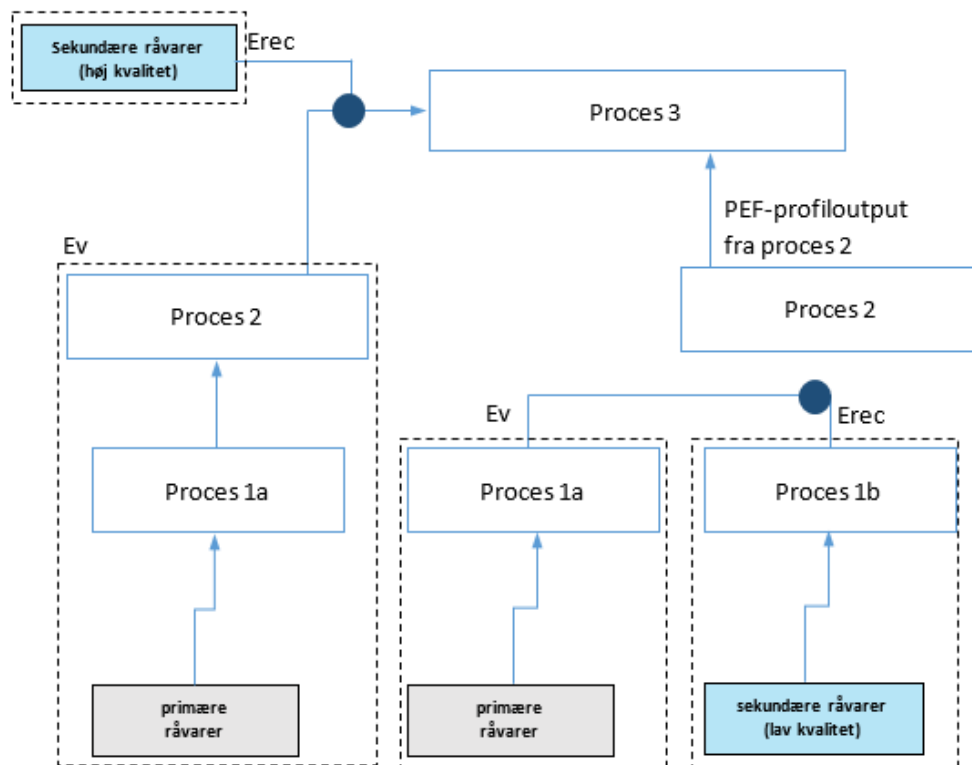 Sekundære råvarer
(høj kvalitet)
Erec
Proces 3
PEF-profiloutput
fra proces 2
Ev
Proces 2
Proces 2
Ev
Erec
Proces 1a
Proces 1a
Proces 1b
primære
råvarer
primære
råvarer
sekundære råvarer
(lav kvalitet)